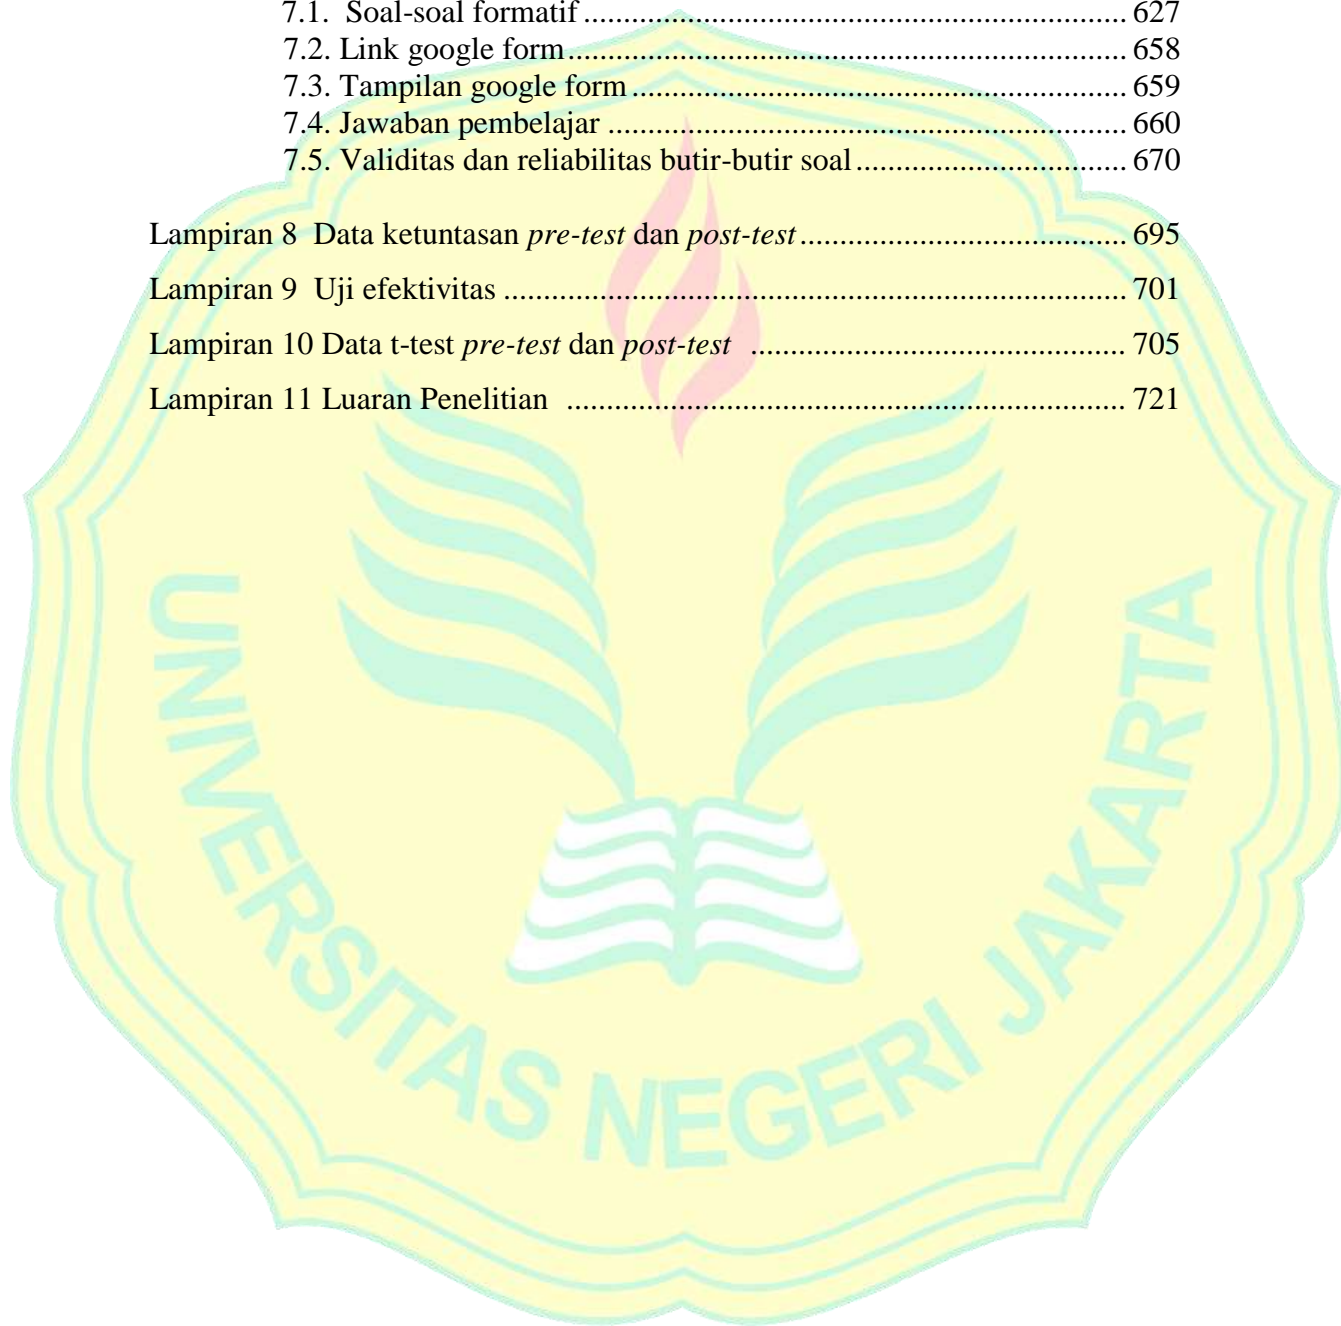 7.1. Soal-soal formatif ..................................................................... 627
7.2. Link google form ....................................................................... 658
7.3. Tampilan google form ............................................................... 659
7.4. Jawaban pembelajar .................................................................. 660
7.5. Validitas dan reliabilitas butir-butir soal .................................. 670
Lampiran 8 Data ketuntasan pre-test dan post-test ......................................... 695
Lampiran 9 Uji efektivitas ............................................................................... 701
Lampiran 10 Data t-test pre-test dan post-test ............................................... 705
Lampiran 11 Luaran Penelitian ...................................................................... 721
UNIVERSITAS NEGERI JAKARTA